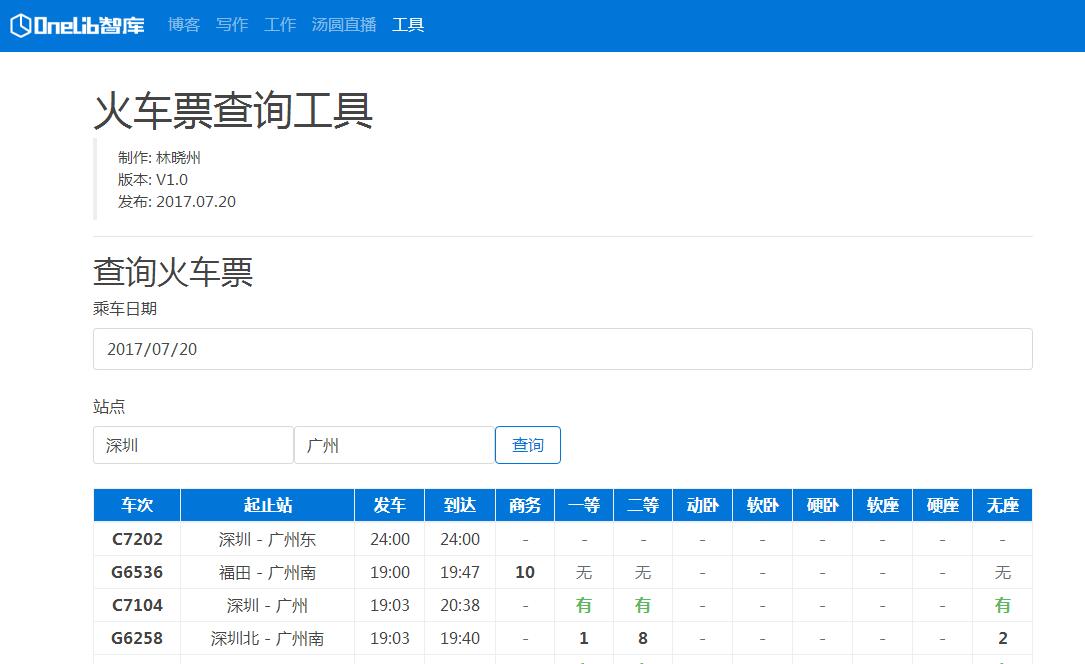 OneLib智库 博客 写作 工作 汤圆直播 工具
火车票查询工具
制作: 林晓州
版本: V1.0
发布: 2017.07.20
查询火车票
乘车日期
2017/07/20
站点
深圳 广州 查询
车次 起止站 发车 到达 商务 一等 二等 动卧 软卧 硬卧 软座 硬座 无座
C7202 深圳 - 广州东 24:00 24:00 - - - - - - - - -
G6536 福田 - 广州南 19:00 19:47 10 无 无 - - - - - 无
C7104 深圳 - 广州 19:03 20:38 - 有 有 - - - - - 有
G6258 深圳北 - 广州南 19:03 19:40 - 1 8 - - - - - 2